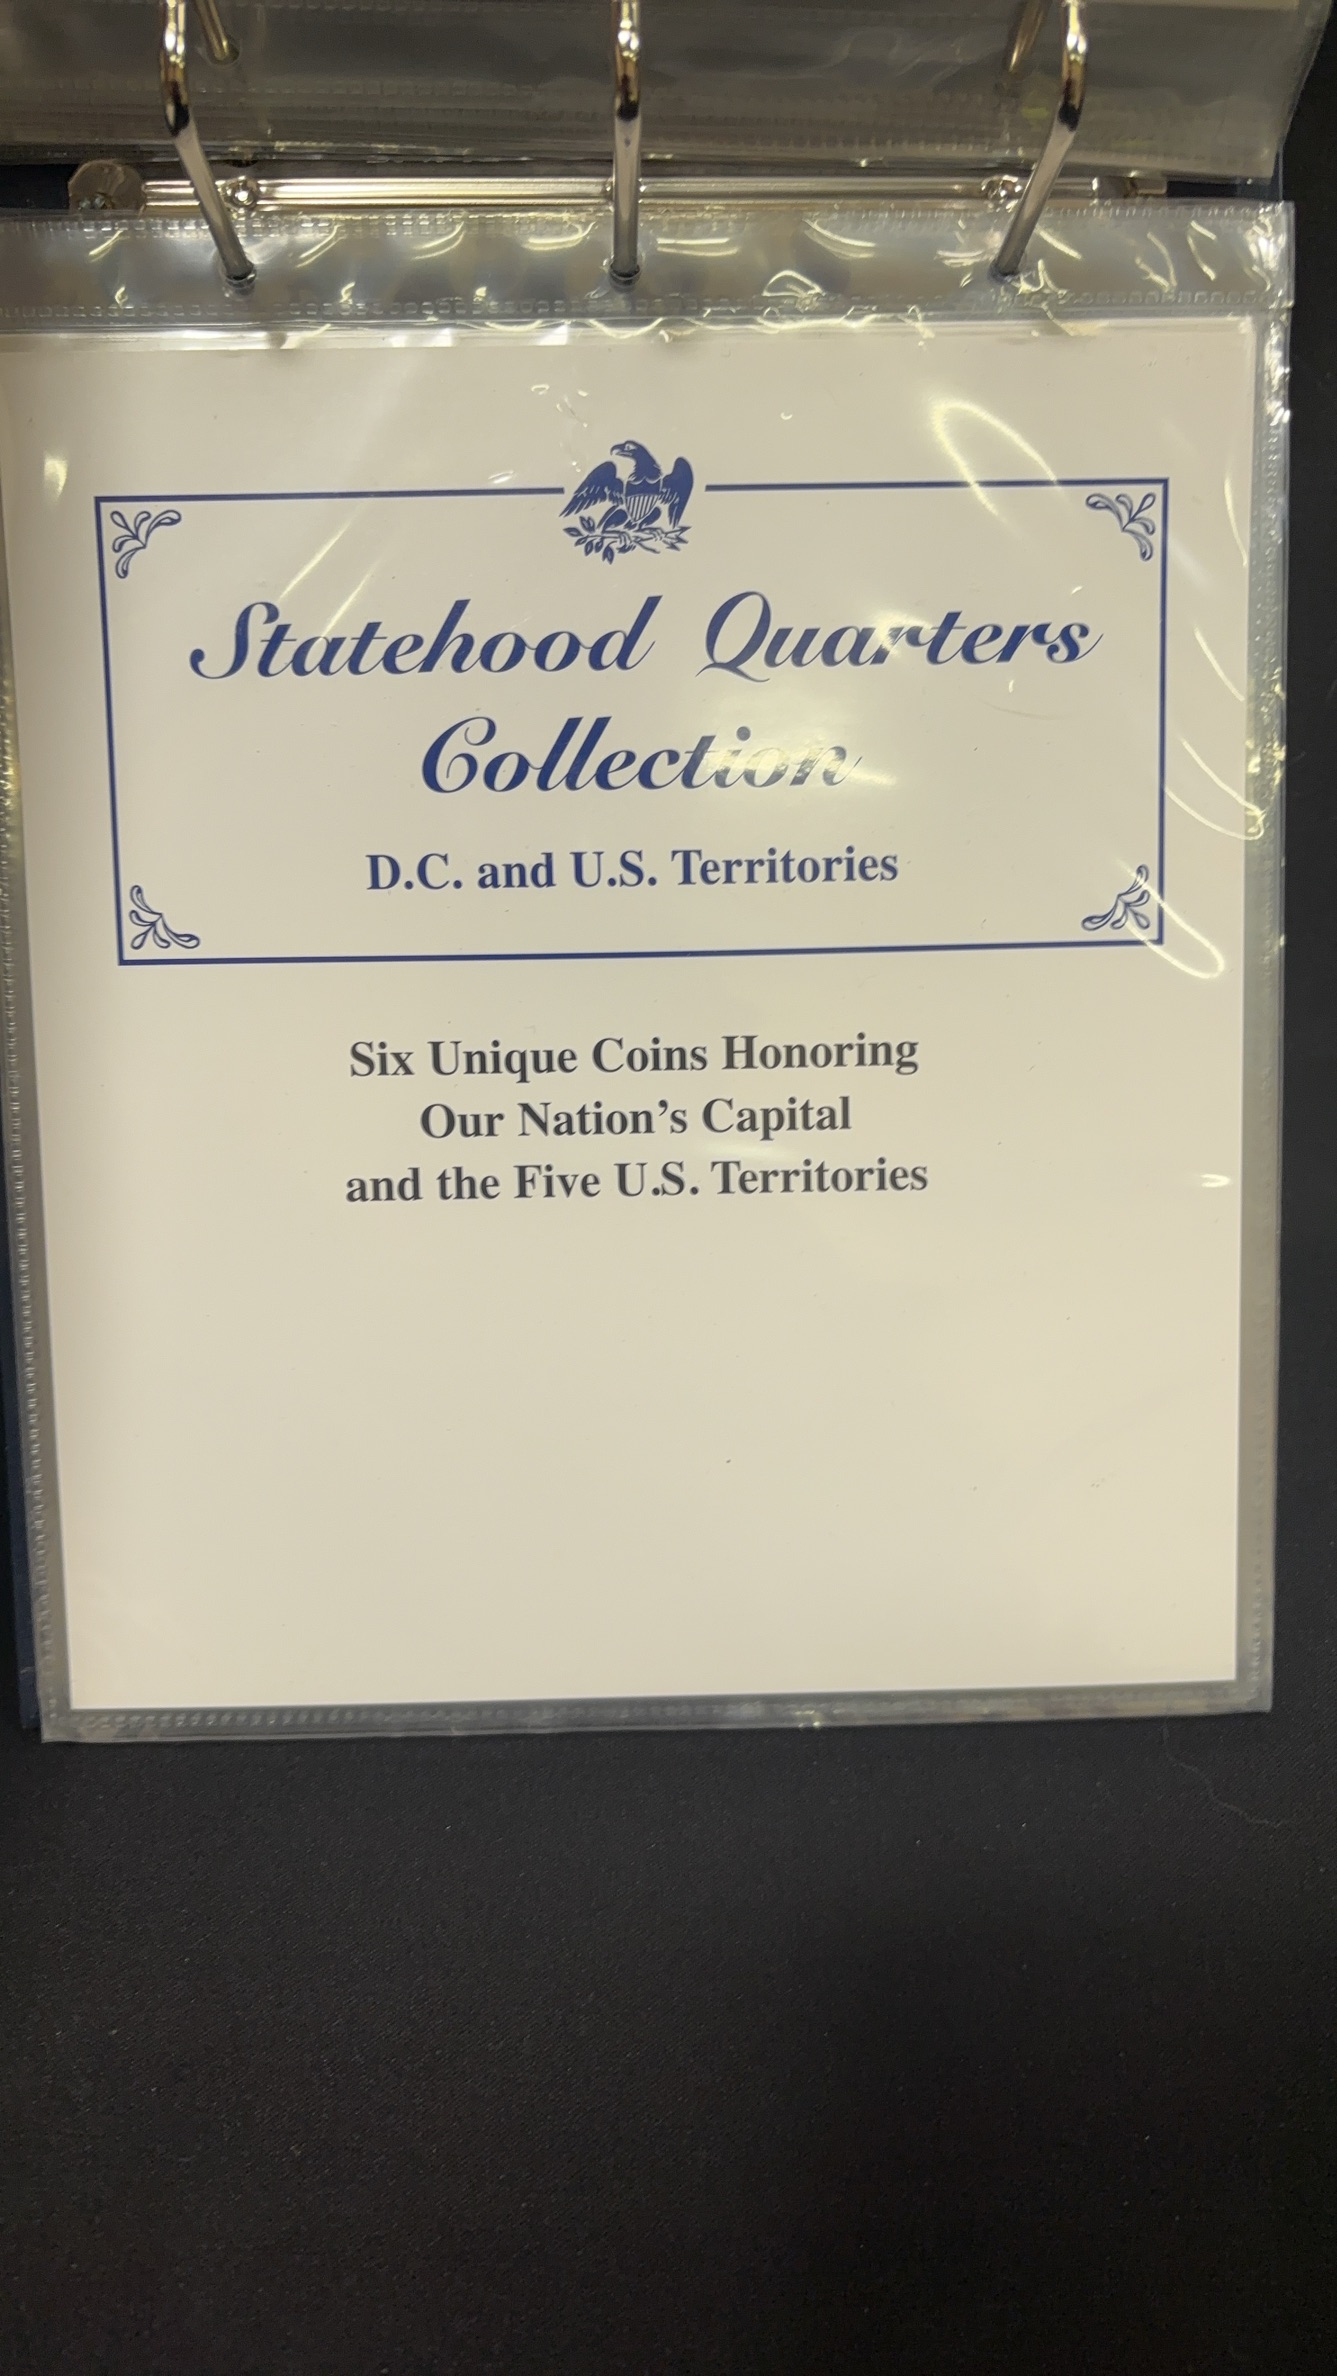 Statehood Quarters
Collection
D.C. and U.S. Territories
Six Unique Coins Honoring
Our Nation's Capital
and the Five U.S. Territories